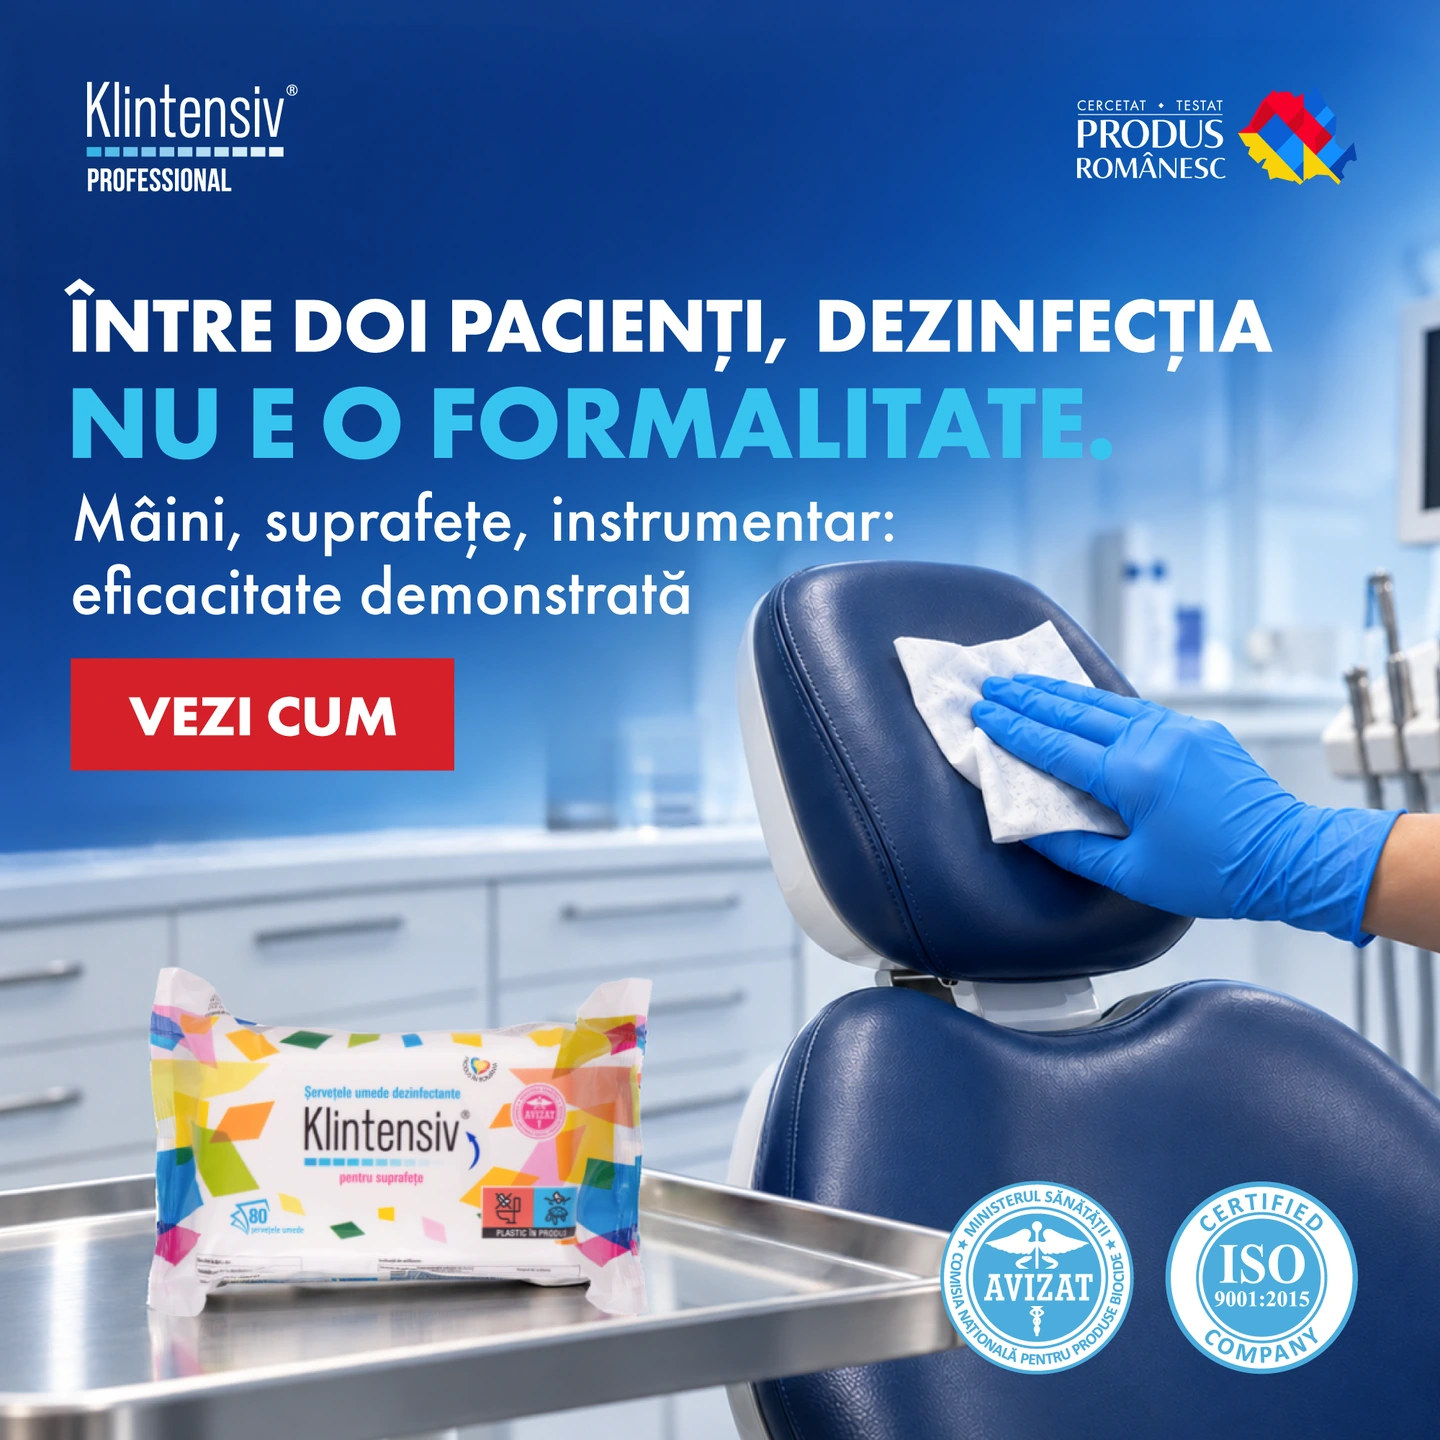 Klintensiv®
PROFESSIONAL
CERCETAT • TESTAT
PRODUS
ROMÂNESC
ÎNTRE DOI PACIENȚI, DEZINFECȚIA
NU E O FORMALITATE.
Mâini, suprafețe, instrumentar:
eficacitate demonstrată
VEZI CUM
Șervețele umede dezinfectante
Klintensiv®
pentru suprafețe
AVIZAT
80
șervețele umede
PLASTIC ÎN PRODUS
MINISTERUL SĂNĂTĂȚII
AVIZAT
COMISIA NAȚIONALĂ PENTRU PRODUSE BIOCIDE
CERTIFIED
ISO
9001:2015
COMPANY